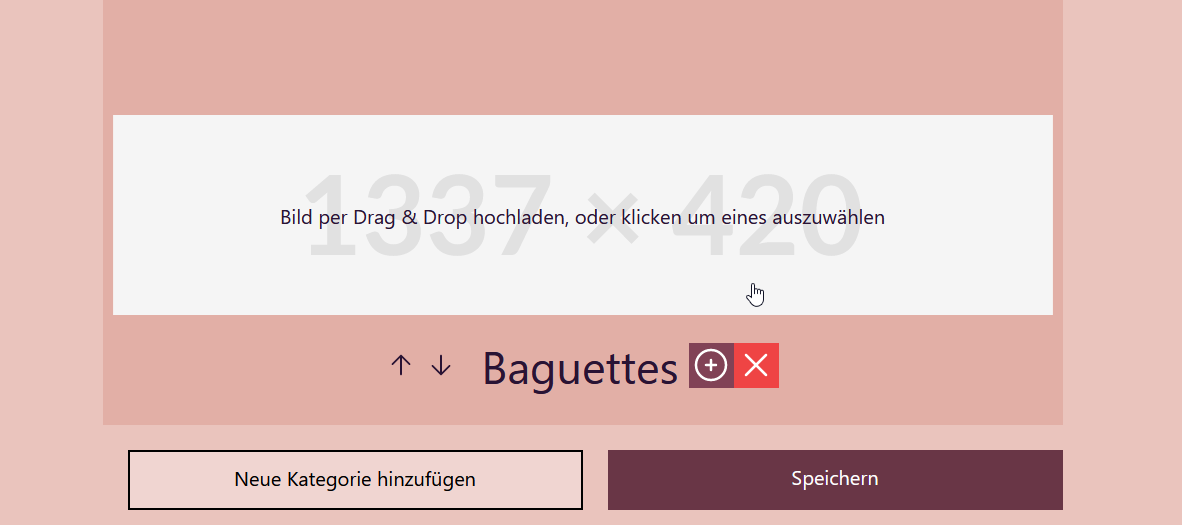 1337 × 420
Bild per Drag & Drop hochladen, oder klicken um eines auszuwählen
Baguettes
Neue Kategorie hinzufügen
Speichern